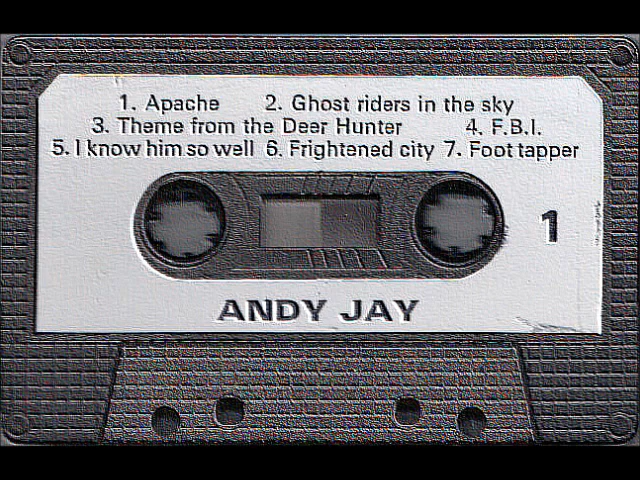 1. Apache 2. Ghost riders in the sky
3. Theme from the Deer Hunter 4. F.B.I.
5. I know him so well 6. Frightened city 7. Foot tapper
1
ANDY JAY